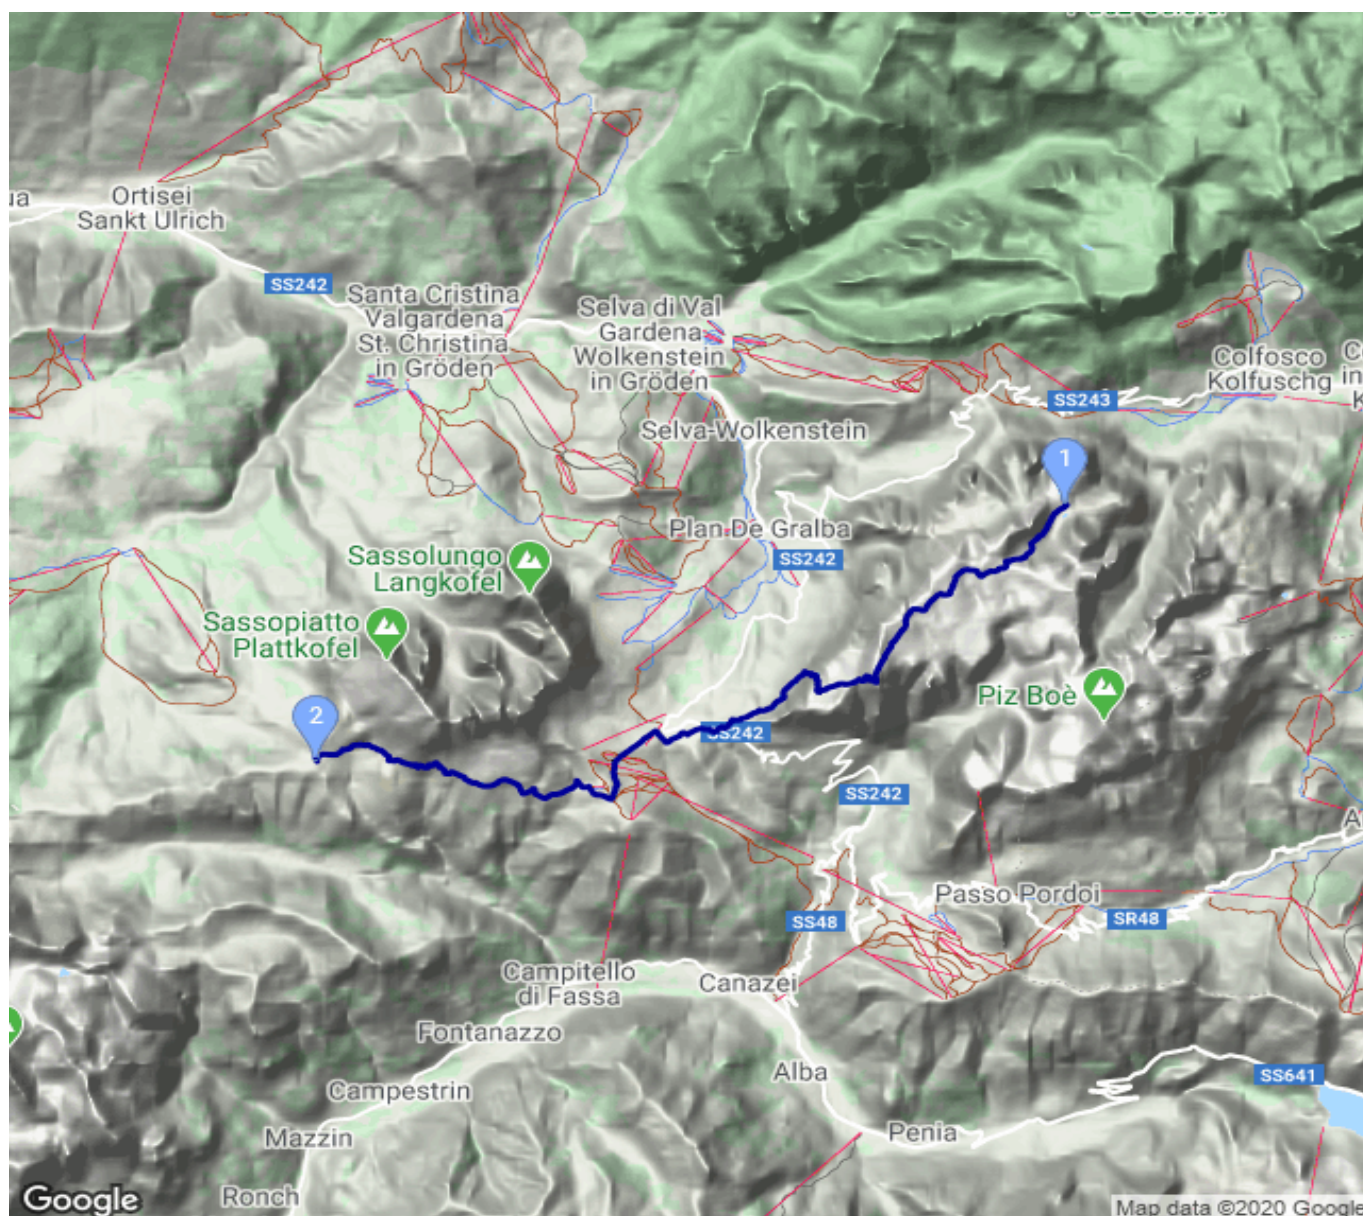 ua
Ortisei
Sankt Ulrich
SS242
Santa Cristina
Valgardena
St. Christina
in Gröden
Selva di Val
Gardena
Wolkenstein
in Gröden
Colfosco
Kolfuschg
C
in
K
SS243
Selva-Wolkenstein
1
Plan De Gralba
SS242
Sassolungo
Langkofel
Sassopiatto
Plattkofel
Piz Boè
2
SS242
SS242
A
Passo Pordoi
SS48
SR48
Campitello
di Fassa
Canazei
Fontanazzo
Alba
SS641
Campestrin
Penia
Mazzin
Ronch
Google
Map data ©2020 Google